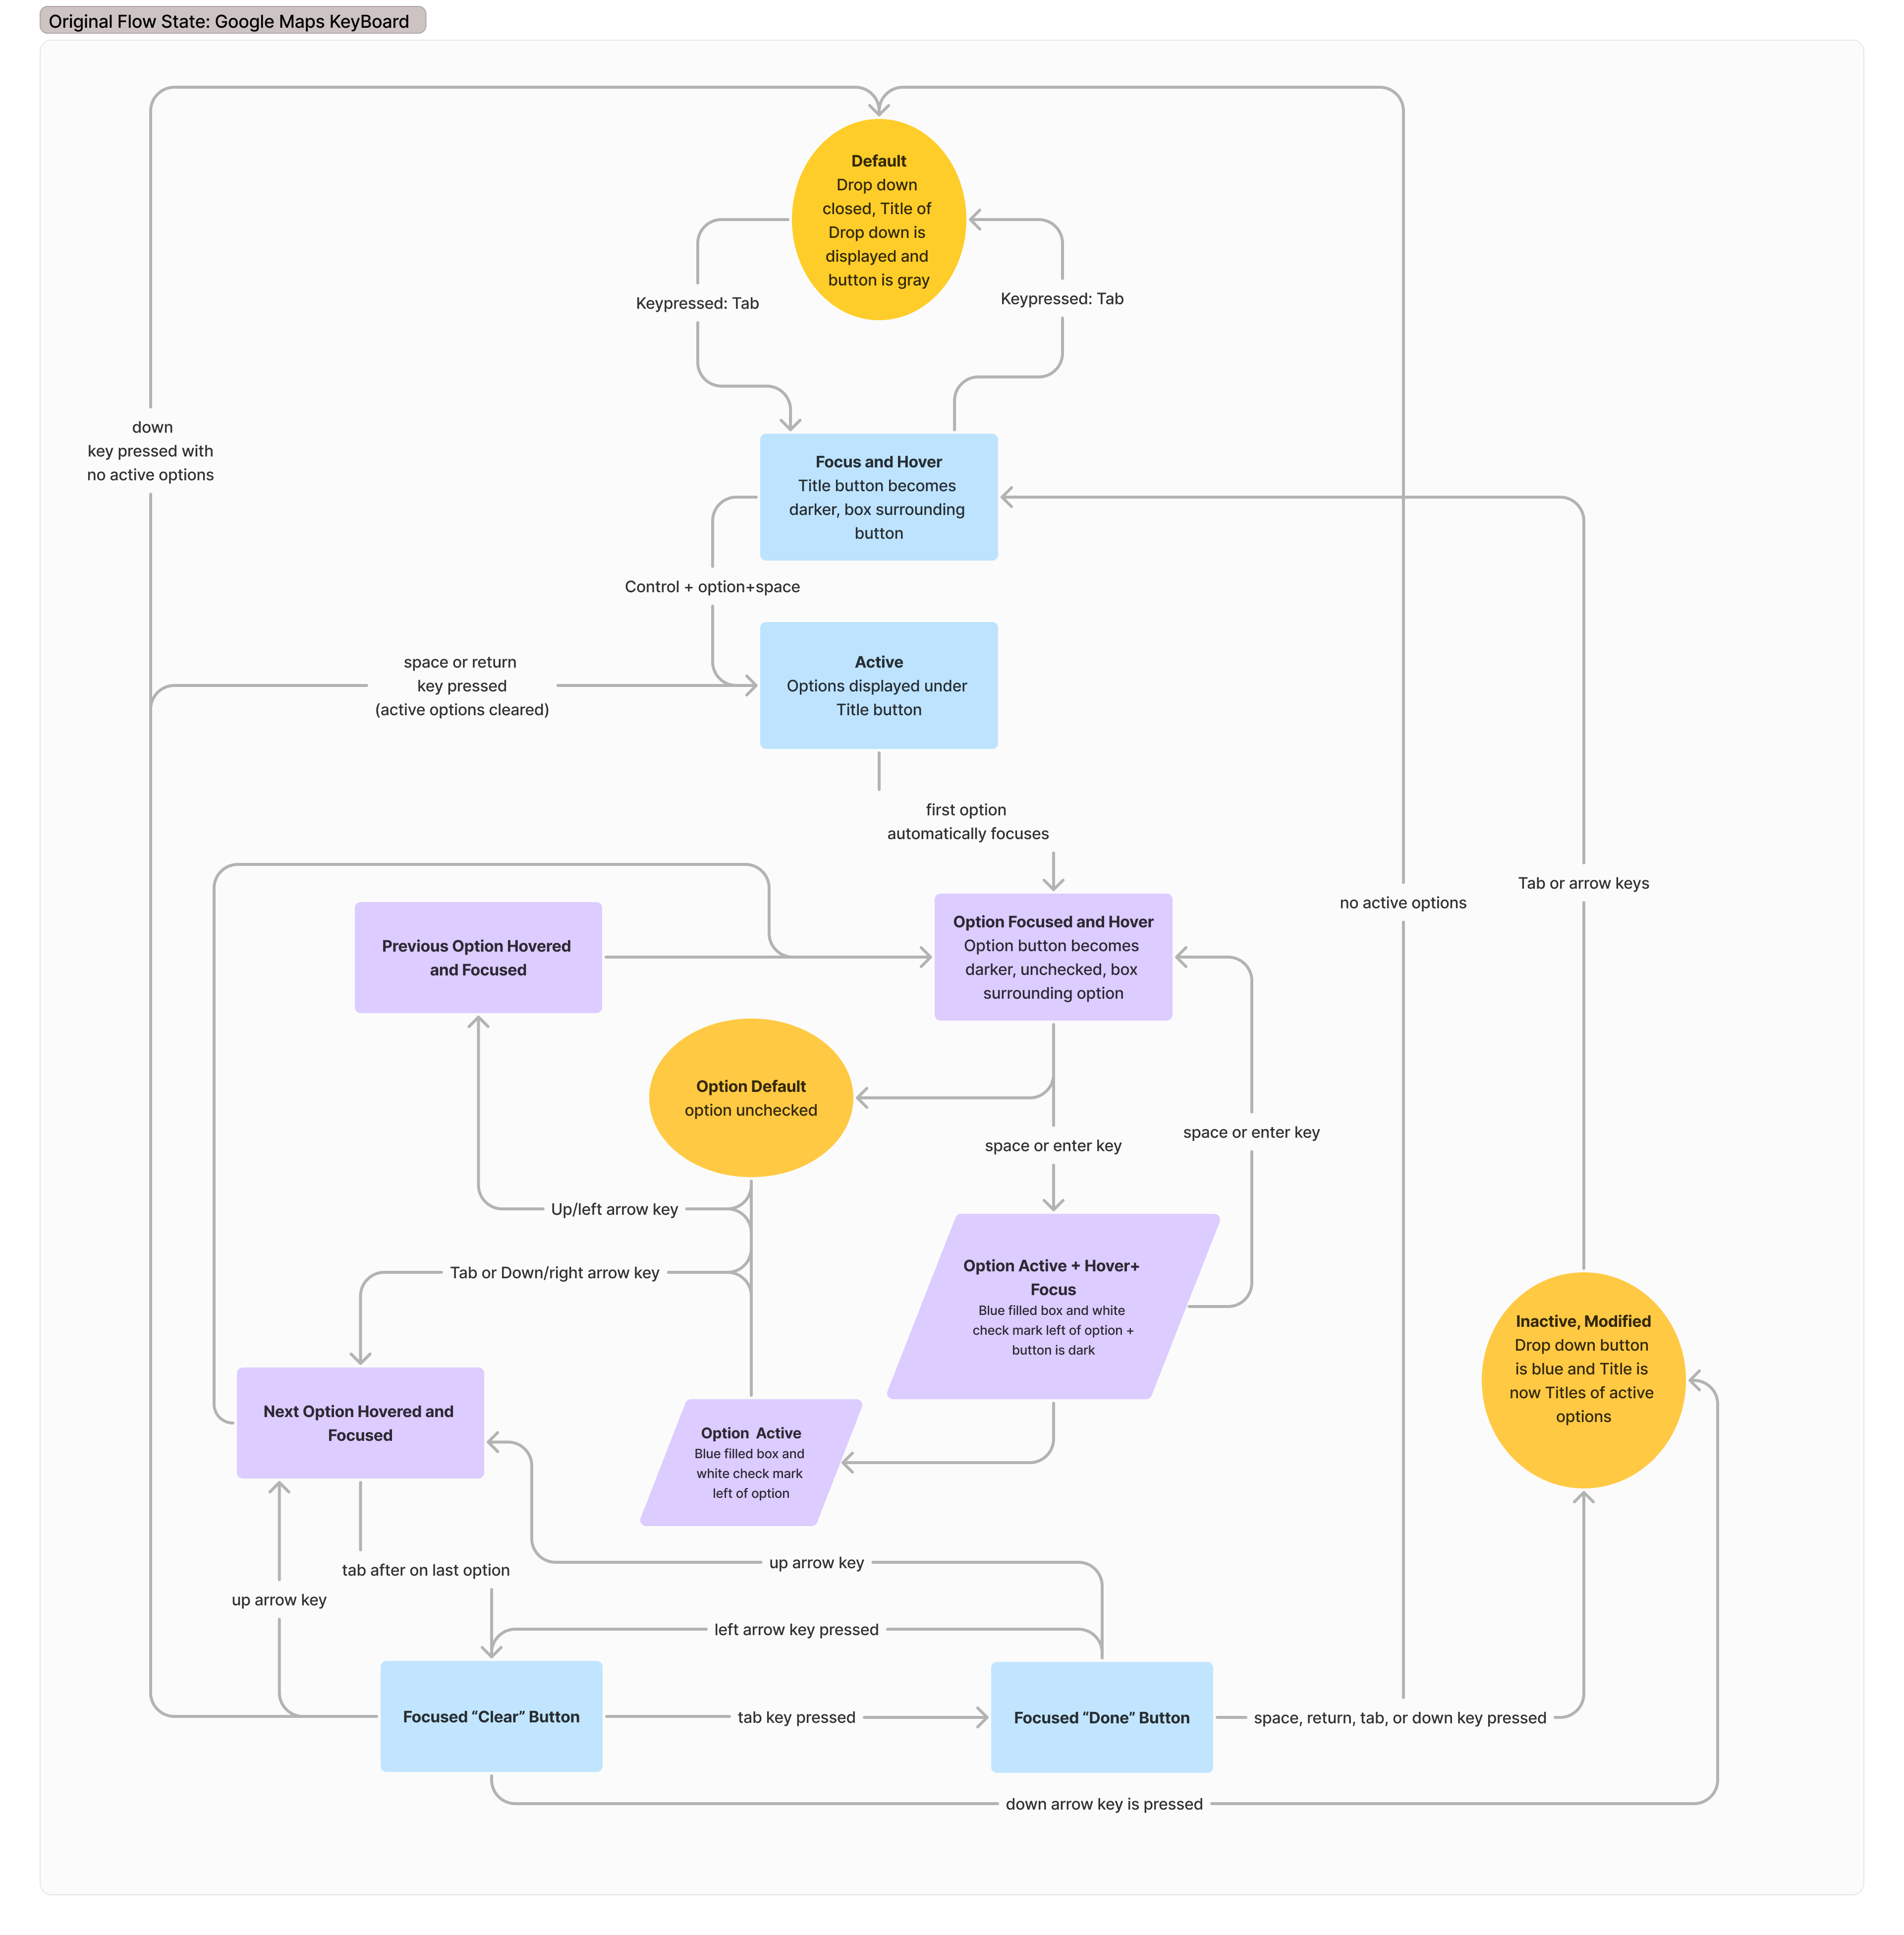 Original Flow State: Google Maps KeyBoard
Default
Drop down
closed, Title of
Drop down is
displayed and
button is gray
Keypressed: Tab
Keypressed: Tab
down
key pressed with
no active options
Focus and Hover
Title button becomes
darker, box surrounding
button
Control + option+space
space or return
key pressed
(active options cleared)
Active
Options displayed under
Title button
first option
automatically focuses
Tab or arrow keys
no active options
Previous Option Hovered
and Focused
Option Focused and Hover
Option button becomes
darker, unchecked, box
surrounding option
Option Default
option unchecked
space or enter key
space or enter key
Up/left arrow key
Tab or Down/right arrow key
Option Active + Hover+
Focus
Blue filled box and white
check mark left of option +
button is dark
Inactive, Modified
Drop down button
is blue and Title is
now Titles of active
options
Next Option Hovered and
Focused
Option  Active
Blue filled box and
white check mark
left of option
tab after on last option
up arrow key
up arrow key
left arrow key pressed
Focused “Clear” Button
tab key pressed
Focused “Done” Button
space, return, tab, or down key pressed
down arrow key is pressed